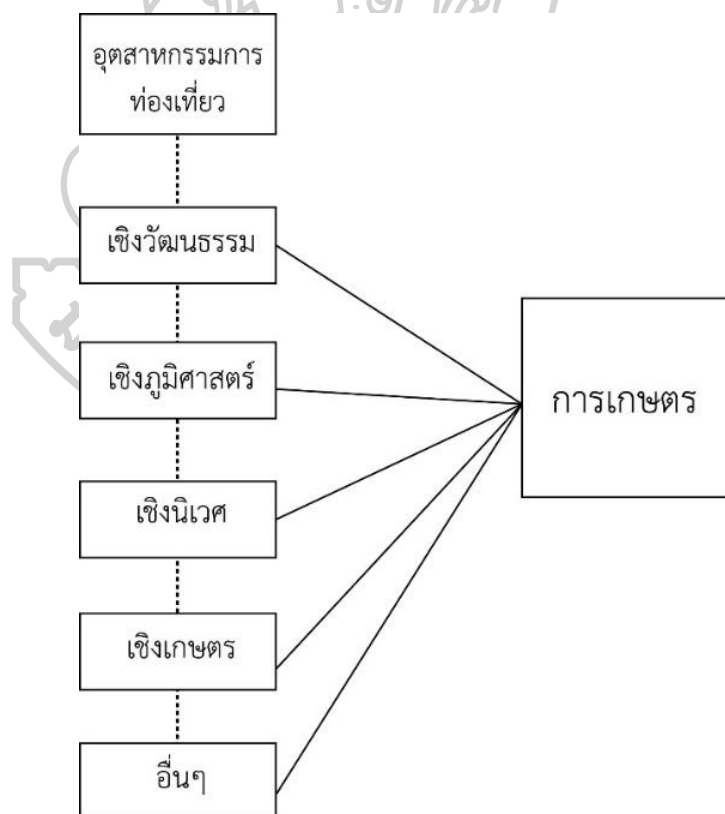 อุตสาหกรรมการ
ท่องเที่ยว
เชิงวัฒนธรรม
เชิงภูมิศาสตร์
เชิงนิเวศ
เชิงเกษตร
อื่นๆ
การเกษตร